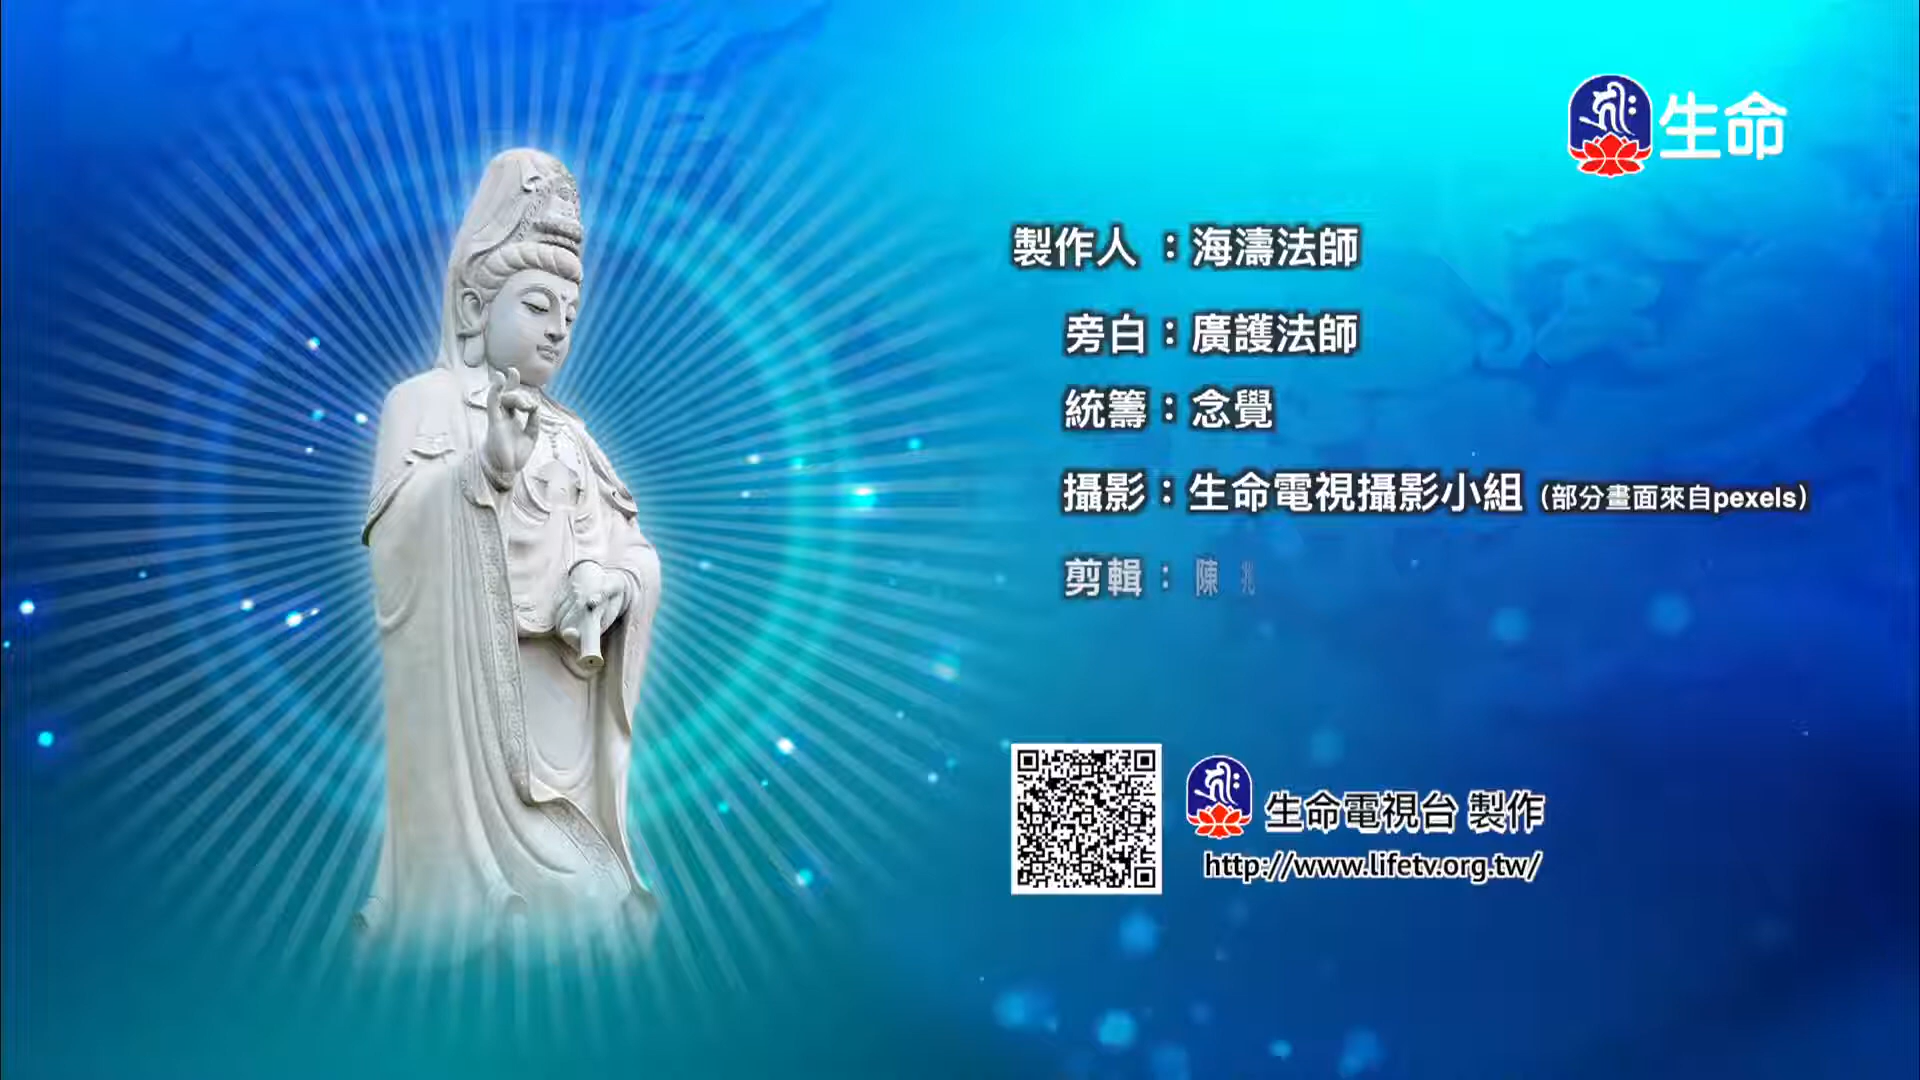 生命
製作人：海濤法師
旁白：廣護法師
統籌：念覺
攝影：生命電視攝影小組（部分畫面來自pexels）
剪輯：陳
生命電視台 製作
http://www.lifetv.org.tw/